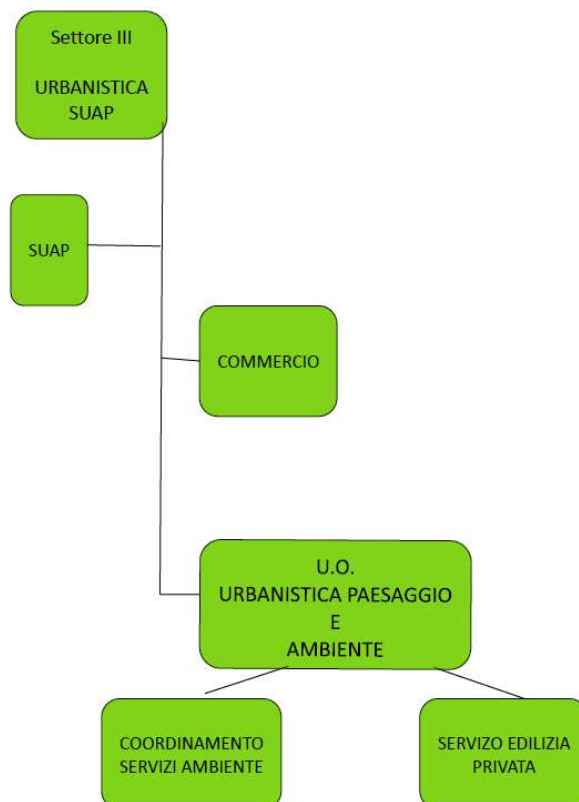 Settore III
URBANISTICA
SUAP
SUAP
COMMERCIO
U.O.
URBANISTICA PAESAGGIO
E
AMBIENTE
COORDINAMENTO
SERVIZI AMBIENTE
SERVIZO EDILIZIA
PRIVATA